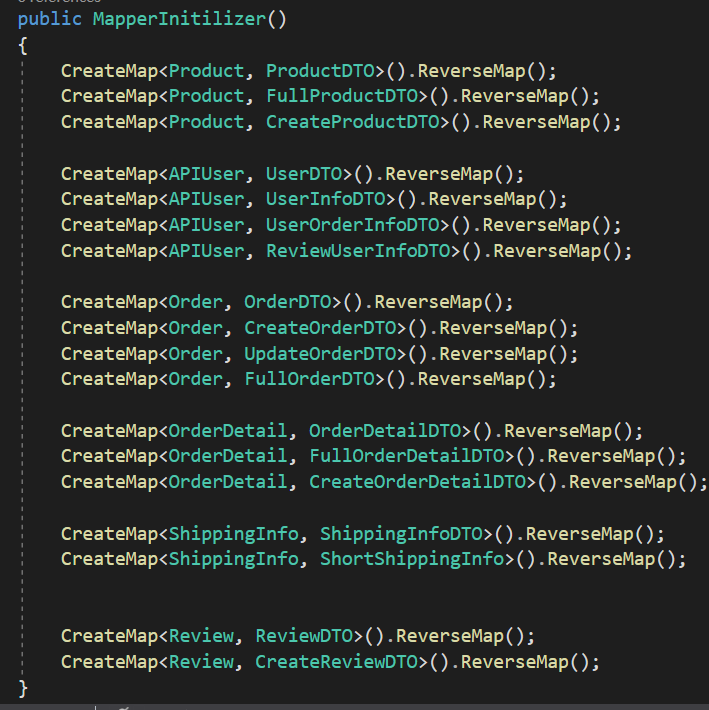 public MapperInitilizer()
{
CreateMap<Product, ProductDTO>().ReverseMap();
CreateMap<Product, FullProductDTO>().ReverseMap();
CreateMap<Product, CreateProductDTO>().ReverseMap();
CreateMap<APIUser, UserDTO>().ReverseMap();
CreateMap<APIUser, UserInfoDTO>().ReverseMap();
CreateMap<APIUser, UserOrderInfoDTO>().ReverseMap();
CreateMap<APIUser, ReviewUserInfoDTO>().ReverseMap();
CreateMap<Order, OrderDTO>().ReverseMap();
CreateMap<Order, CreateOrderDTO>().ReverseMap();
CreateMap<Order, UpdateOrderDTO>().ReverseMap();
CreateMap<Order, FullOrderDTO>().ReverseMap();
CreateMap<OrderDetail, OrderDetailDTO>().ReverseMap();
CreateMap<OrderDetail, FullOrderDetailDTO>().ReverseMap();
CreateMap<OrderDetail, CreateOrderDetailDTO>().ReverseMap();
CreateMap<ShippingInfo, ShippingInfoDTO>().ReverseMap();
CreateMap<ShippingInfo, ShortShippingInfo>().ReverseMap();
CreateMap<Review, ReviewDTO>().ReverseMap();
CreateMap<Review, CreateReviewDTO>().ReverseMap();
}